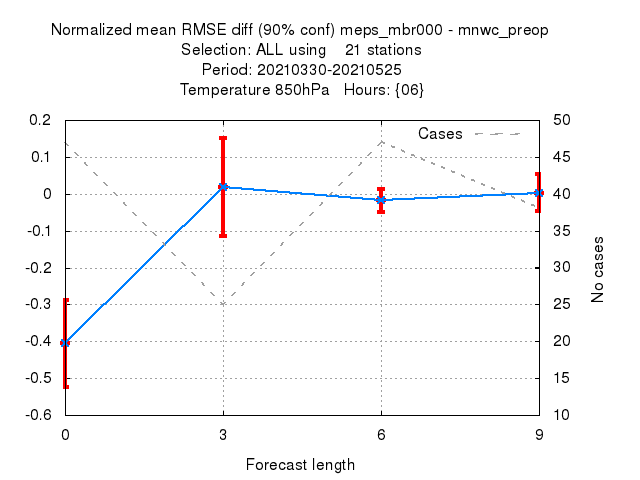 Normalized mean RMSE diff (90% conf) meps_mbr000 - mnwc_preop
Selection: ALL using 21 stations
Period: 20210330-20210525
Temperature 850hPa Hours: {06}
Cases
0.2
0.1
0
-0.1
-0.2
-0.3
-0.4
-0.5
-0.6
50
45
40
35
30
25
20
15
10
No cases
0 3 6 9
Forecast length